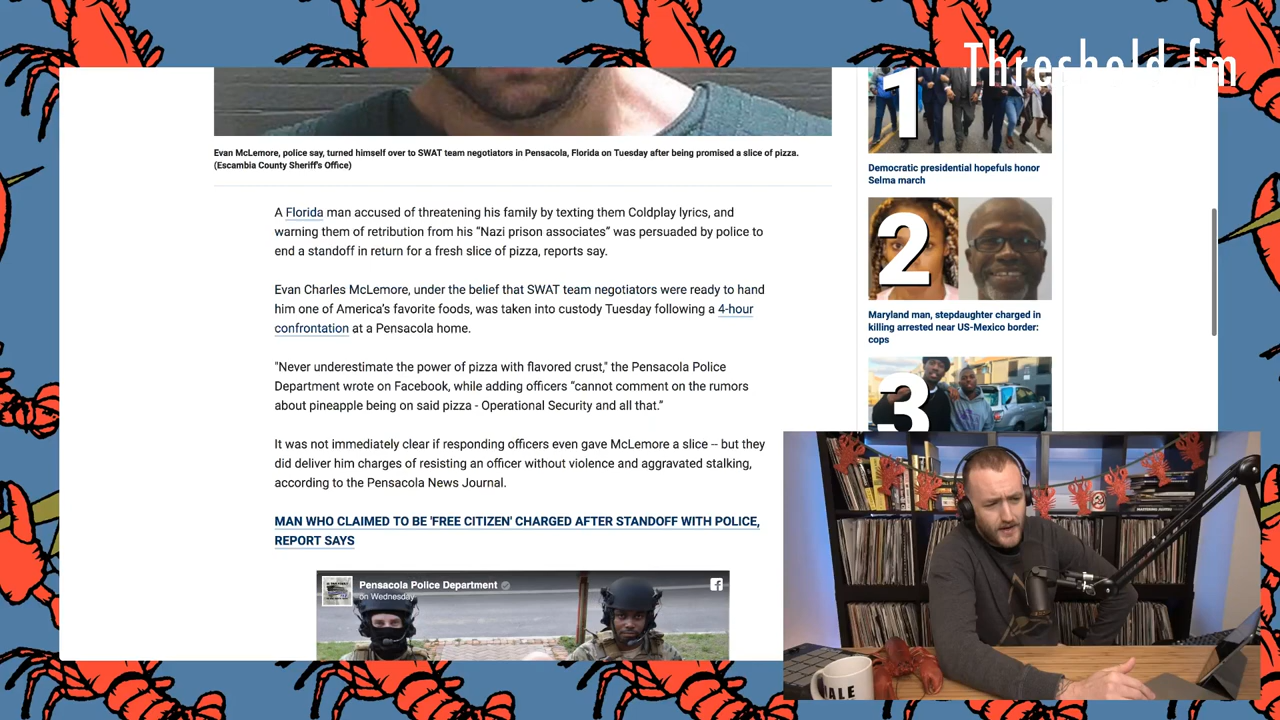 Threshold.fm
Evan McLemore, police say, turned himself over to SWAT team negotiators in Pensacola, Florida on Tuesday after being promised a slice of pizza.
(Escambia County Sheriff's Office)
A Florida man accused of threatening his family by texting them Coldplay lyrics, and
warning them of retribution from his “Nazi prison associates” was persuaded by police to
end a standoff in return for a fresh slice of pizza, reports say.
Evan Charles McLemore, under the belief that SWAT team negotiators were ready to hand
him one of America’s favorite foods, was taken into custody Tuesday following a 4-hour
confrontation at a Pensacola home.
"Never underestimate the power of pizza with flavored crust," the Pensacola Police
Department wrote on Facebook, while adding officers “cannot comment on the rumors
about pineapple being on said pizza - Operational Security and all that.”
It was not immediately clear if responding officers even gave McLemore a slice -- but they
did deliver him charges of resisting an officer without violence and aggravated stalking,
according to the Pensacola News Journal.
MAN WHO CLAIMED TO BE 'FREE CITIZEN' CHARGED AFTER STANDOFF WITH POLICE,
REPORT SAYS
Pensacola Police Department
on Wednesday
1
Democratic presidential hopefuls honor
Selma march
2
Maryland man, stepdaughter charged in
killing arrested near US-Mexico border:
cops
3
ALE